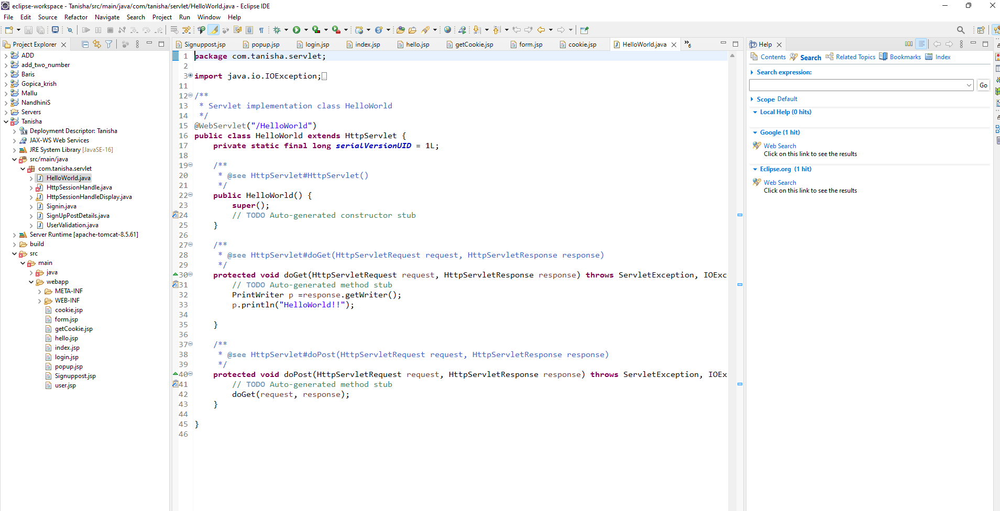 eclipse-workspace - Tanisha/src/main/java/com/tanisha/servlet/HelloWorld.java - Eclipse IDE
File Edit Source Refactor Navigate Search Project Run Window Help
Project Explorer
ADD
add_two_number
Baris
Gopica_krish
Mallu
NandhiniS
Servers
Tanisha
Deployment Descriptor: Tanisha
JAX-WS Web Services
JRE System Library [JavaSE-16]
src/main/java
com.tanisha.servlet
HelloWorld.java
HttpSessionHandle.java
HttpSessionHandleDisplay.java
Signin.java
SignUpPostDetails.java
UserValidation.java
Server Runtime [apache-tomcat-8.5.61]
build
src
main
java
webapp
META-INF
WEB-INF
cookie.jsp
form.jsp
getCookie.jsp
hello.jsp
index.jsp
login.jsp
popup.jsp
Signuppost.jsp
user.jsp
Signuppost.jsp popup.jsp login.jsp index.jsp hello.jsp getCookie.jsp form.jsp cookie.jsp HelloWorld.java »6
1 package com.tanisha.servlet;
2
3 import java.io.IOException;
11
12 /**
13 * Servlet implementation class HelloWorld
14 */
15 @WebServlet("/HelloWorld")
16 public class HelloWorld extends HttpServlet {
17 private static final long serialVersionUID = 1L;
18
19 /**
20 * @see HttpServlet#HttpServlet()
21 */
22 public HelloWorld() {
23 super();
24 // TODO Auto-generated constructor stub
25 }
26
27 /**
28 * @see HttpServlet#doGet(HttpServletRequest request, HttpServletResponse response)
29 */
30 protected void doGet(HttpServletRequest request, HttpServletResponse response) throws ServletException, IOExc
31 // TODO Auto-generated method stub
32 PrintWriter p =response.getWriter();
33 p.println("HelloWorld!!");
34
35 }
36
37 /**
38 * @see HttpServlet#doPost(HttpServletRequest request, HttpServletResponse response)
39 */
40 protected void doPost(HttpServletRequest request, HttpServletResponse response) throws ServletException, IOEx
41 // TODO Auto-generated method stub
42 doGet(request, response);
43 }
44
45 }
46
Help
Contents Search Related Topics Bookmarks Index
Search expression:
Go
Scope Default
Local Help (0 hits)
Google (1 hit)
Web Search
Click on this link to see the results
Eclipse.org (1 hit)
Web Search
Click on this link to see the results